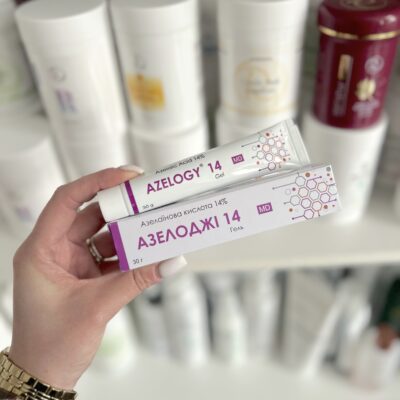 Azelaic Acid 14%
AZELOGY® 14
Gel
30 g
MD
Азелаїнова кислота 14%
АЗЕЛОДЖІ 14
Гель
30 г
MD